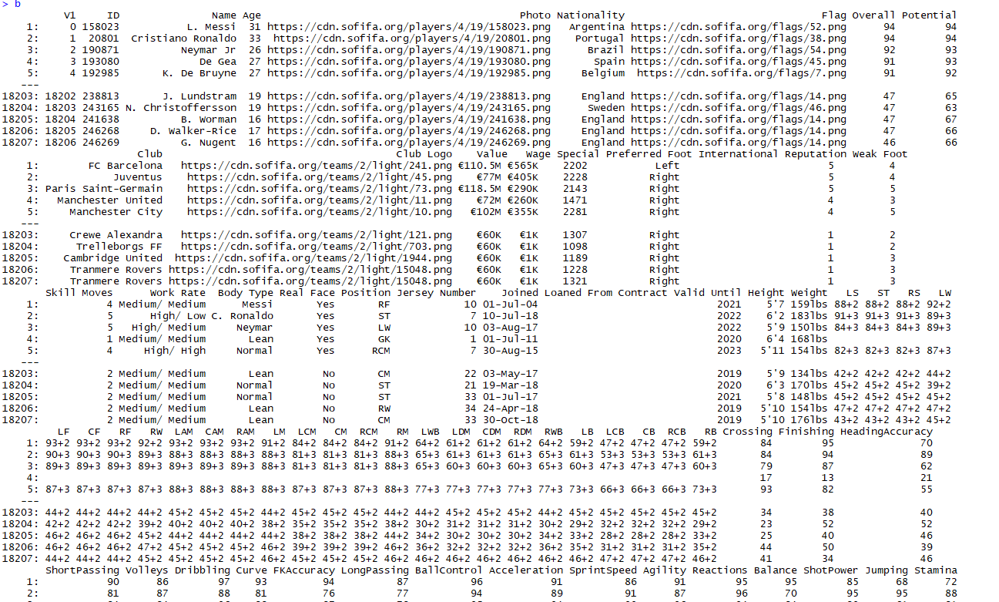 > b
V1 ID Name Age Photo Nationality Flag Overall Potential
1: 0 158023 L. Messi 31 https://cdn.sofifa.org/players/4/19/158023.png Argentina https://cdn.sofifa.org/flags/52.png 94 94
2: 1 20801 Cristiano Ronaldo 33 https://cdn.sofifa.org/players/4/19/20801.png Portugal https://cdn.sofifa.org/flags/38.png 94 94
3: 2 190871 Neymar Jr 26 https://cdn.sofifa.org/players/4/19/190871.png Brazil https://cdn.sofifa.org/flags/54.png 92 93
4: 3 193080 De Gea 27 https://cdn.sofifa.org/players/4/19/193080.png Spain https://cdn.sofifa.org/flags/45.png 91 93
5: 4 192985 K. De Bruyne 27 https://cdn.sofifa.org/players/4/19/192985.png Belgium https://cdn.sofifa.org/flags/7.png 91 92
---
18203: 18202 238813 J. Lundstram 19 https://cdn.sofifa.org/players/4/19/238813.png England https://cdn.sofifa.org/flags/14.png 47 65
18204: 18203 243165 N. Christoffersson 19 https://cdn.sofifa.org/players/4/19/243165.png Sweden https://cdn.sofifa.org/flags/46.png 47 63
18205: 18204 241638 B. Worman 16 https://cdn.sofifa.org/players/4/19/241638.png England https://cdn.sofifa.org/flags/14.png 47 67
18206: 18205 246268 D. Walker-Rice 17 https://cdn.sofifa.org/players/4/19/246268.png England https://cdn.sofifa.org/flags/14.png 47 66
18207: 18206 246269 G. Nugent 16 https://cdn.sofifa.org/players/4/19/246269.png England https://cdn.sofifa.org/flags/14.png 46 66
Club Club Logo Value Wage Special Preferred Foot International Reputation Weak Foot
1: FC Barcelona https://cdn.sofifa.org/teams/2/light/241.png €110.5M €565K 2202 Left 5 4
2: Juventus https://cdn.sofifa.org/teams/2/light/45.png €77M €405K 2228 Right 5 4
3: Paris Saint-Germain https://cdn.sofifa.org/teams/2/light/73.png €118.5M €290K 2143 Right 5 5
4: Manchester United https://cdn.sofifa.org/teams/2/light/11.png €72M €260K 1471 Right 4 3
5: Manchester City https://cdn.sofifa.org/teams/2/light/10.png €102M €355K 2281 Right 4 5
---
18203: Crewe Alexandra https://cdn.sofifa.org/teams/2/light/121.png €60K €1K 1307 Right 1 2
18204: Trelleborgs FF https://cdn.sofifa.org/teams/2/light/703.png €60K €1K 1098 Right 1 2
18205: Cambridge United https://cdn.sofifa.org/teams/2/light/1944.png €60K €1K 1189 Right 1 3
18206: Tranmere Rovers https://cdn.sofifa.org/teams/2/light/15048.png €60K €1K 1228 Right 1 3
18207: Tranmere Rovers https://cdn.sofifa.org/teams/2/light/15048.png €60K €1K 1321 Right 1 3
Skill Moves Work Rate Body Type Real Face Position Jersey Number Joined Loaned From Contract Valid Until Height Weight LS ST RS LW
1: 4 Medium/ Medium Messi Yes RF 10 01-Jul-04 2021 5'7 159lbs 88+2 88+2 88+2 92+2
2: 5 High/ Low C. Ronaldo Yes ST 7 10-Jul-18 2022 6'2 183lbs 91+3 91+3 91+3 89+3
3: 5 High/ Medium Neymar Yes LW 10 03-Aug-17 2022 5'9 150lbs 84+3 84+3 84+3 89+3
4: 1 Medium/ Medium Lean Yes GK 1 01-Jul-11 2020 6'4 168lbs
5: 4 High/ High Normal Yes RCM 7 30-Aug-15 2023 5'11 154lbs 82+3 82+3 82+3 87+3
---
18203: 2 Medium/ Medium Lean No CM 22 03-May-17 2019 5'9 134lbs 42+2 42+2 42+2 44+2
18204: 2 Medium/ Medium Normal No ST 21 19-Mar-18 2020 6'3 170lbs 45+2 45+2 45+2 39+2
18205: 2 Medium/ Medium Normal No ST 33 01-Jul-17 2021 5'8 148lbs 45+2 45+2 45+2 45+2
18206: 2 Medium/ Medium Lean No RW 34 24-Apr-18 2019 5'10 154lbs 47+2 47+2 47+2 47+2
18207: 2 Medium/ Medium Lean No CM 33 30-Oct-18 2019 5'10 176lbs 43+2 43+2 43+2 45+2
LF CF RF RW LAM CAM RAM LM LCM CM RCM RM LWB LDM CDM RDM RWB LB LCB CB RCB RB Crossing Finishing HeadingAccuracy
1: 93+2 93+2 93+2 92+2 93+2 93+2 93+2 91+2 84+2 84+2 84+2 91+2 64+2 61+2 61+2 61+2 64+2 59+2 47+2 47+2 47+2 59+2 84 95 70
2: 90+3 90+3 90+3 89+3 88+3 88+3 88+3 88+3 81+3 81+3 81+3 88+3 65+3 61+3 61+3 61+3 65+3 61+3 53+3 53+3 53+3 61+3 84 94 89
3: 89+3 89+3 89+3 89+3 89+3 89+3 89+3 88+3 81+3 81+3 81+3 88+3 65+3 60+3 60+3 60+3 65+3 60+3 47+3 47+3 47+3 60+3 79 87 62
4: 17 13 21
5: 87+3 87+3 87+3 87+3 88+3 88+3 88+3 88+3 87+3 87+3 87+3 88+3 77+3 77+3 77+3 77+3 77+3 73+3 66+3 66+3 66+3 73+3 93 82 55
---
18203: 44+2 44+2 44+2 44+2 45+2 45+2 45+2 44+2 45+2 45+2 45+2 44+2 44+2 45+2 45+2 45+2 44+2 45+2 45+2 45+2 45+2 45+2 34 38 40
18204: 42+2 42+2 42+2 39+2 40+2 40+2 40+2 38+2 35+2 35+2 35+2 38+2 30+2 31+2 31+2 31+2 30+2 29+2 32+2 32+2 32+2 29+2 23 52 52
18205: 46+2 46+2 46+2 45+2 44+2 44+2 44+2 44+2 38+2 38+2 38+2 44+2 34+2 30+2 30+2 30+2 34+2 33+2 28+2 28+2 28+2 33+2 25 40 46
18206: 46+2 46+2 46+2 47+2 45+2 45+2 45+2 46+2 39+2 39+2 39+2 46+2 36+2 32+2 32+2 32+2 36+2 35+2 31+2 31+2 31+2 35+2 44 50 39
18207: 44+2 44+2 44+2 45+2 45+2 45+2 45+2 46+2 45+2 45+2 45+2 46+2 46+2 46+2 46+2 46+2 46+2 46+2 47+2 47+2 47+2 46+2 41 34 46
ShortPassing Volleys Dribbling Curve FKAccuracy LongPassing BallControl Acceleration SprintSpeed Agility Reactions Balance ShotPower Jumping Stamina
1: 90 86 97 93 94 87 96 91 86 91 95 95 85 68 72
2: 81 87 88 81 76 77 94 89 91 87 96 70 95 95 88